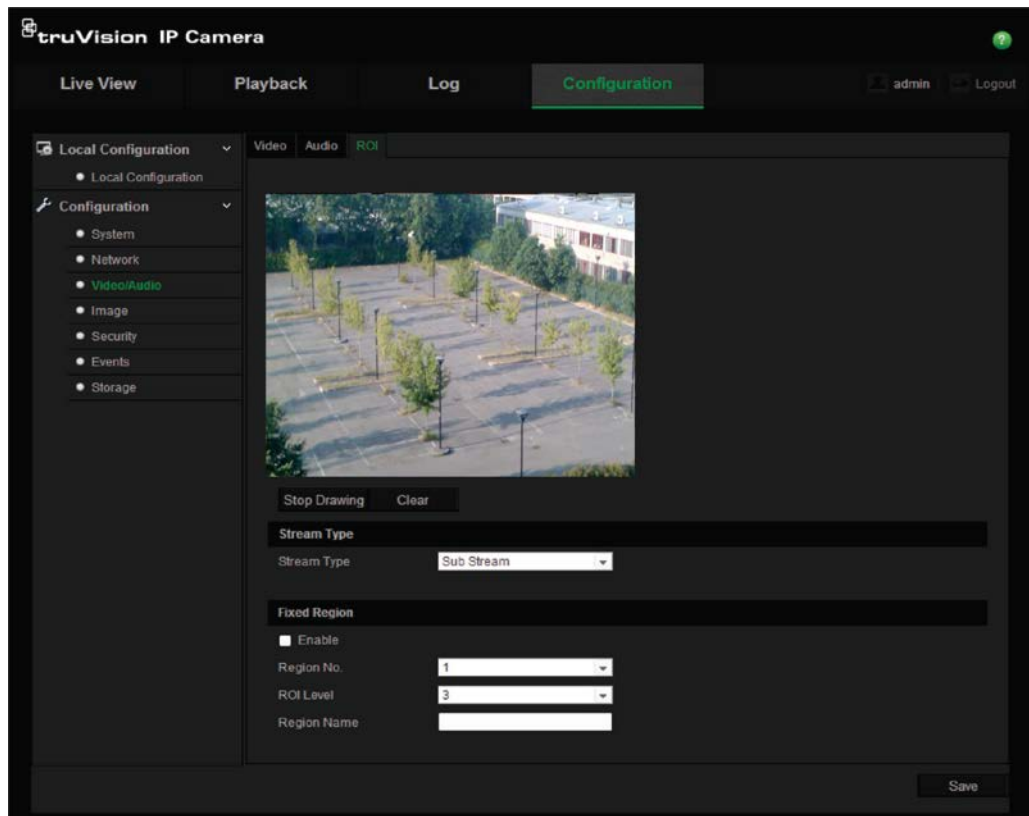 truVision IP Camera
?
Live View Playback Log Configuration admin Logout
Local Configuration
Local Configuration
Configuration
System
Network
Video/Audio
Image
Security
Events
Storage
Video Audio ROI
Stop Drawing Clear
Stream Type
Stream Type Sub Stream
Fixed Region
Enable
Region No. 1
ROI Level 3
Region Name
Save